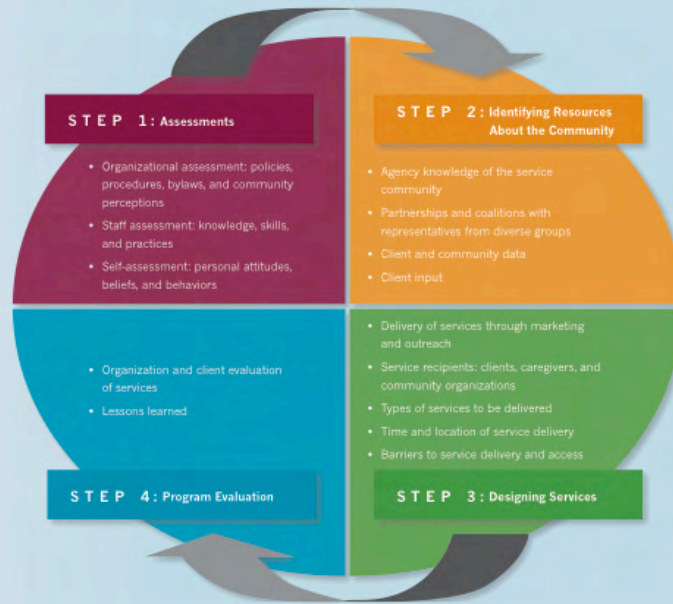 STEP 1: Assessments
• Organizational assessment: policies,
procedures, bylaws, and community
perceptions
• Staff assessment: knowledge, skills,
and practices
• Self-assessment: personal attitudes,
beliefs, and behaviors
STEP 2: Identifying Resources
About the Community
• Agency knowledge of the service
community
• Partnerships and coalitions with
representatives from diverse groups
• Client and community data
• Client input
• Delivery of services through marketing
and outreach
• Service recipients: clients, caregivers, and
community organizations
• Types of services to be delivered
• Time and location of service delivery
• Barriers to service delivery and access
STEP 3: Designing Services
• Organization and client evaluation
of services
• Lessons learned
STEP 4: Program Evaluation